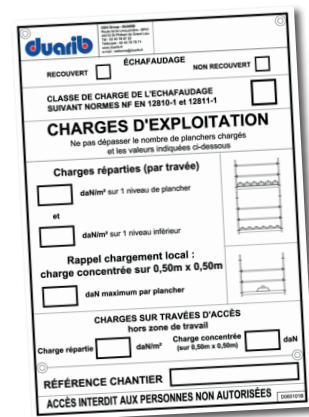 duarib
ÉCHAFAUDAGE
RECOUVERT
NON RECOUVERT
CLASSE DE CHARGE DE L'ECHAFAUDAGE
SUIVANT NORMES NF EN 12810-1 et 12811-1
CHARGES D'EXPLOITATION
Ne pas dépasser le nombre de planchers chargés
et les valeurs indiquées ci-dessous
Charges réparties (par travée)
daN/m² sur 1 niveau de plancher
et
daN/m² sur 1 niveau inférieur
Rappel chargement local :
charge concentrée sur 0,50m x 0,50m
daN maximum par plancher
CHARGES SUR TRAVÉES D'ACCÈS
hors zone de travail
Charge répartie
daN/m²
Charge concentrée
(sur 0,50m x 0,50m)
daN
RÉFÉRENCE CHANTIER
ACCÈS INTERDIT AUX PERSONNES NON AUTORISÉES